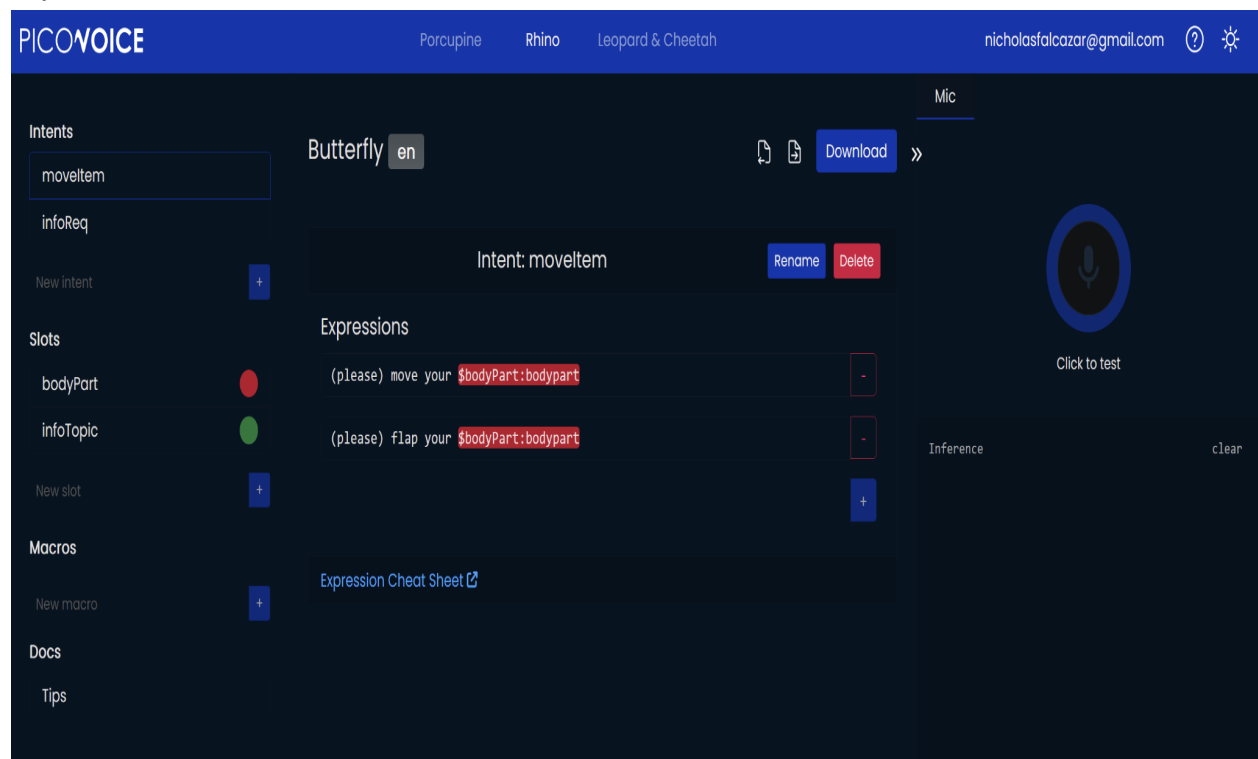 PICOVOICE
Porcupine
Rhino
Leopard & Cheetah
nicholasfalcazar@gmail.com
?
Intents
moveItem
infoReq
New intent
+
Slots
bodyPart
infoTopic
New slot
+
Macros
New macro
+
Docs
Tips
Butterfly en
Download
»
Intent: moveItem
Rename
Delete
Expressions
(please) move your $bodyPart:bodypart
-
(please) flap your $bodyPart:bodypart
-
+
Expression Cheat Sheet
Mic
Click to test
Inference
clear